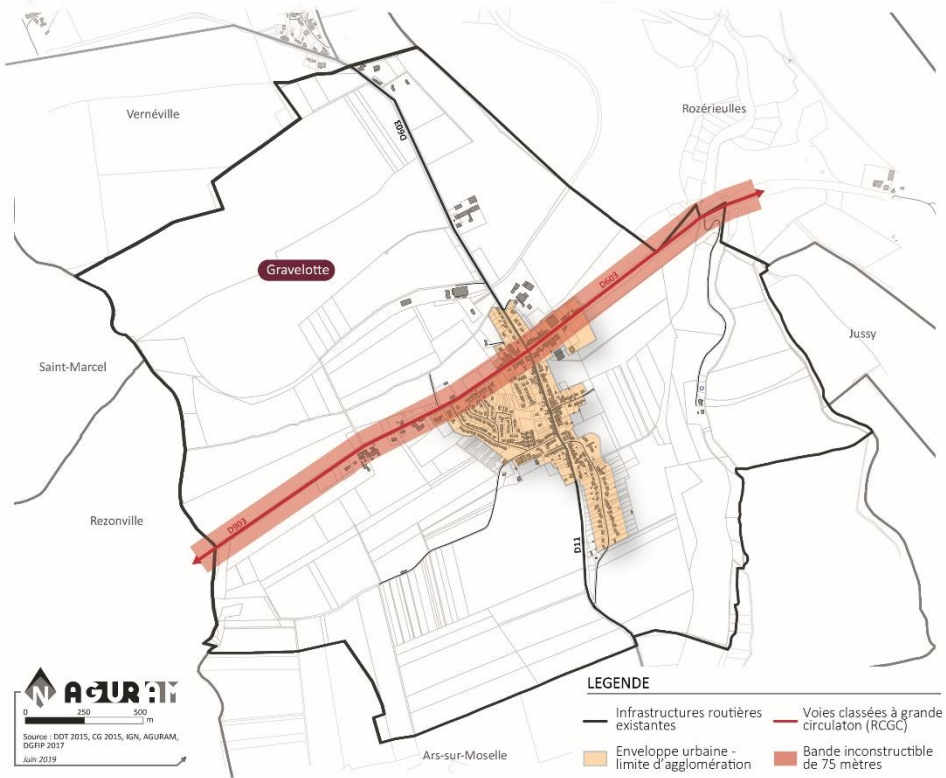 Vernéville
Rozérieulles
D603
Gravelotte
D603
Jussy
Saint-Marcel
Rezonville
D903
D11
Ars-sur-Moselle
N AGURAM
0 250 500
m
Source : DDT 2015, CG 2015, IGN, AGURAM,
DGFIP 2017
Juin 2019
LEGENDE
Infrastructures routières
existantes
Voies classées à grande
circulaton (RCGC)
Enveloppe urbaine -
limite d'agglomération
Bande inconstructible
de 75 mètres